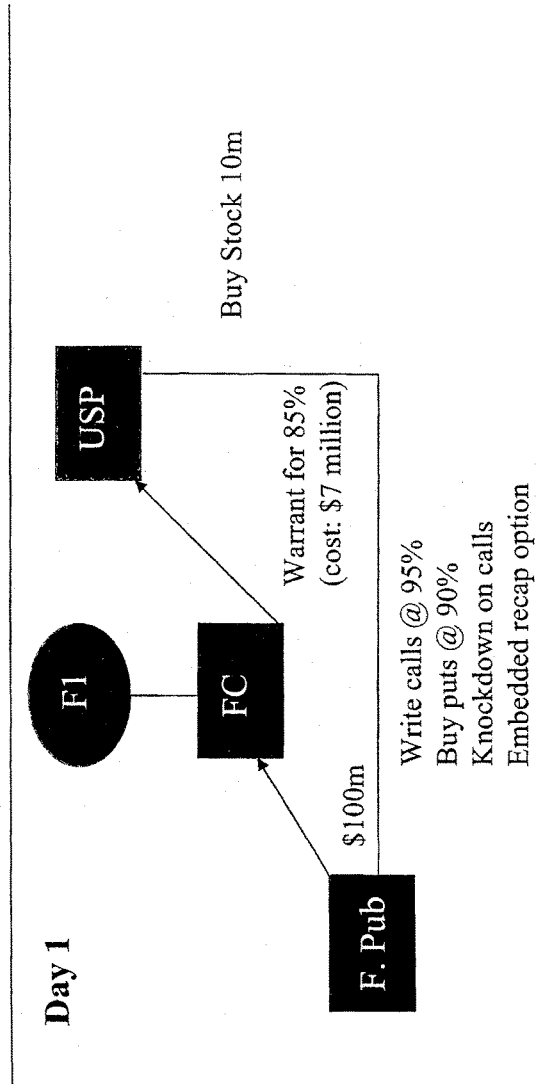 Day 1
F1
USP
FC
Buy Stock 10m
Warrant for 85%
(cost: $7 million)
F. Pub
$100m
Write calls @ 95%
Buy puts @ 90%
Knockdown on calls
Embedded recap option